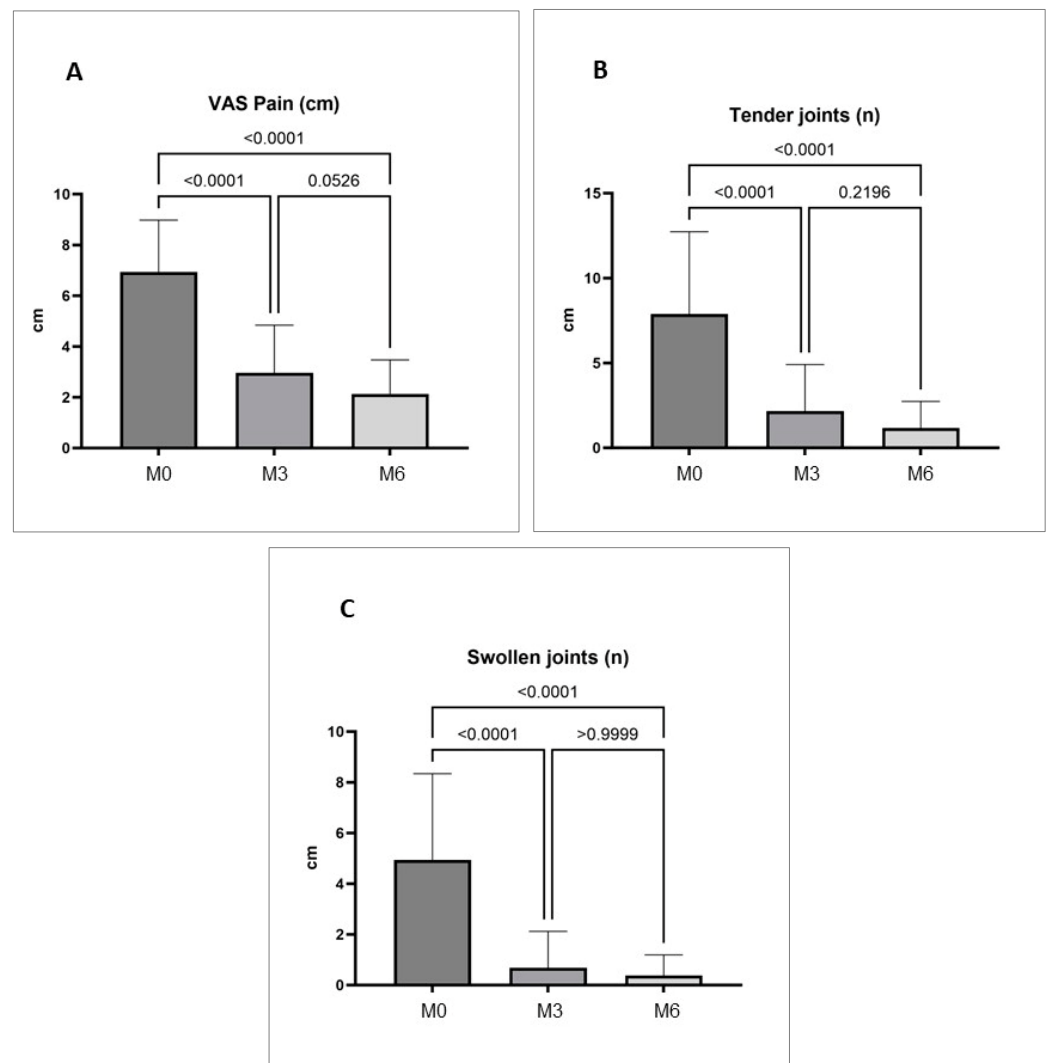 A
VAS Pain (cm)
<0.0001
<0.0001 0.0526
10
8
6
4
2
0
cm
M0 M3 M6
B
Tender joints (n)
<0.0001
<0.0001 0.2196
15
10
5
0
cm
M0 M3 M6
C
Swollen joints (n)
<0.0001
<0.0001 >0.9999
10
8
6
4
2
0
cm
M0 M3 M6